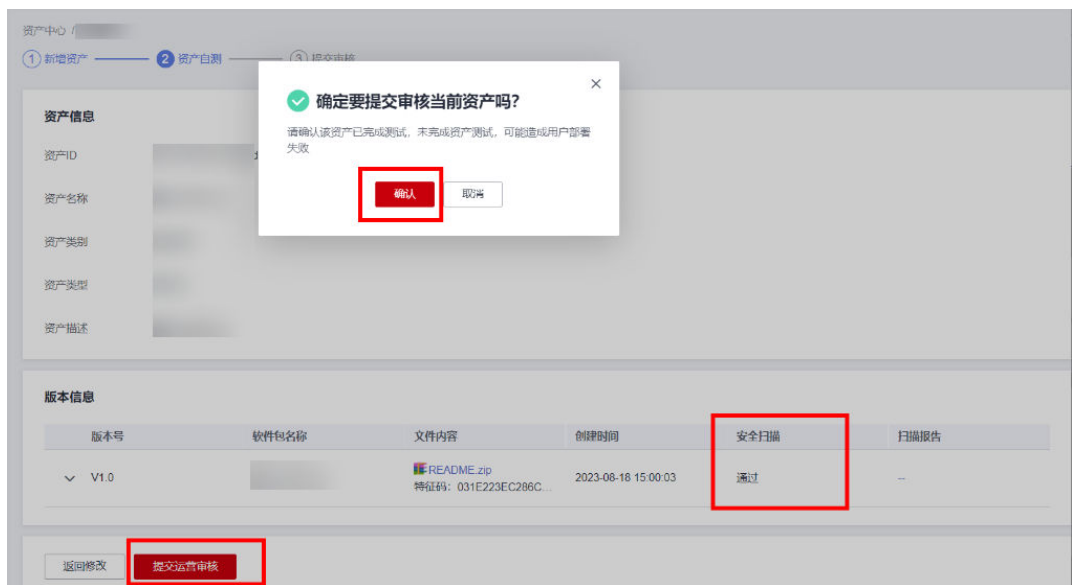 资产中心 /
1 新增资产
2 资产自测
3 提交审核
确定要提交审核当前资产吗？
请确认该资产已完成测试，未完成资产测试，可能造成用户部署
失败
确认
取消
资产信息
资产ID
资产名称
资产类别
资产类型
资产描述
版本信息
版本号 软件包名称 文件内容 创建时间 安全扫描 扫描报告
V1.0 README.zip 2023-08-18 15:00:03 通过 --
特征码：031E223EC286C...
返回修改 提交运营审核